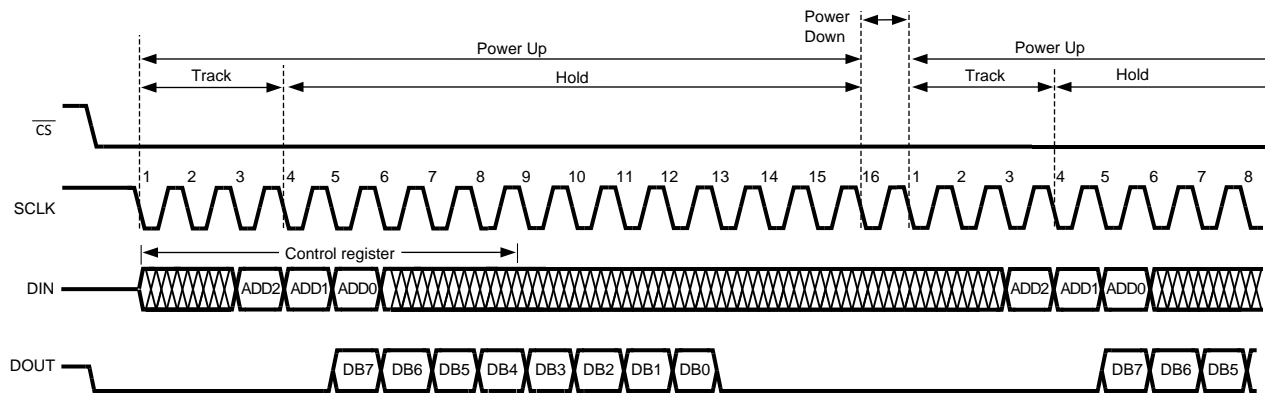 Power Down
Power Up
Power Up
Track
Hold
Track
Hold
CS
SCLK
1 2 3 4 5 6 7 8 9 10 11 12 13 14 15 16 1 2 3 4 5 6 7 8
Control register
DIN
ADD2 ADD1 ADD0 ADD2 ADD1 ADD0
DOUT
DB7 DB6 DB5 DB4 DB3 DB2 DB1 DB0 DB7 DB6 DB5